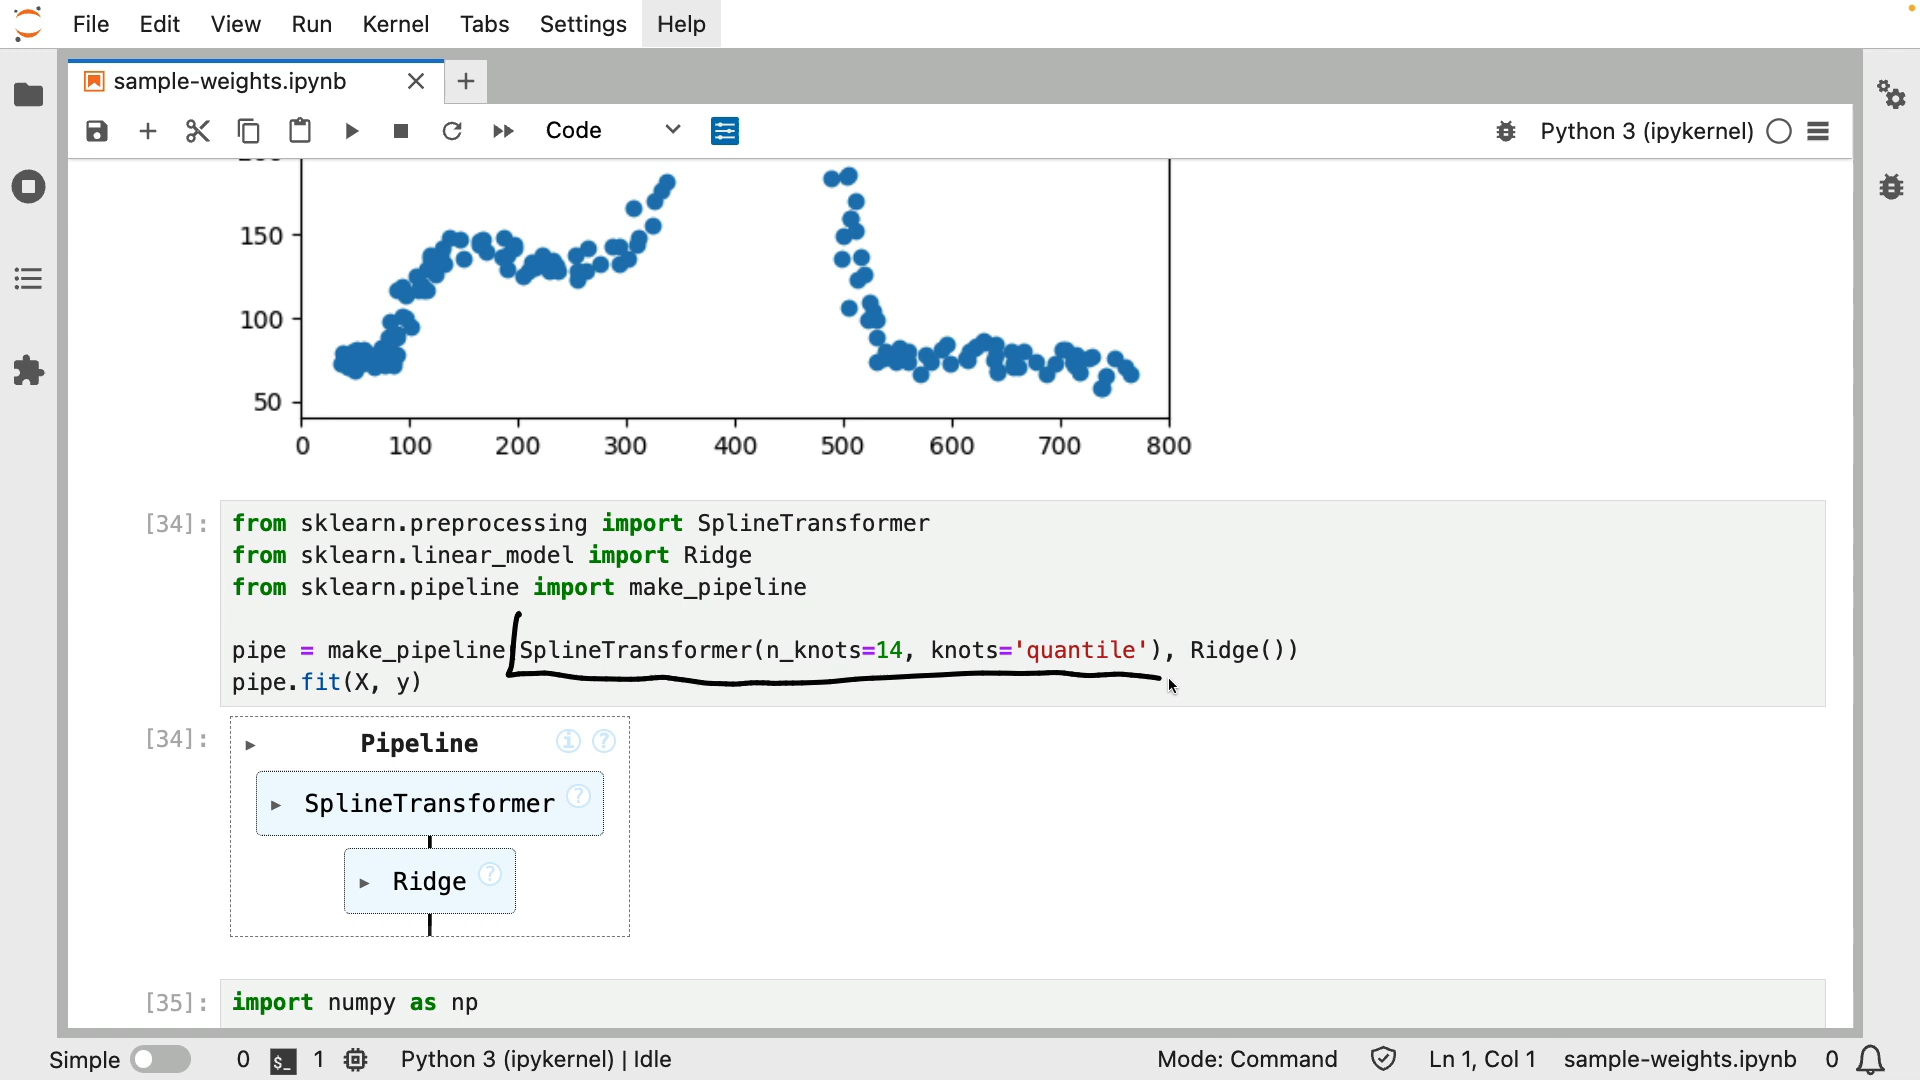 File Edit View Run Kernel Tabs Settings Help
sample-weights.ipynb
Code
Python 3 (ipykernel)
150
100
50
0 100 200 300 400 500 600 700 800
[34]:
from sklearn.preprocessing import SplineTransformer
from sklearn.linear_model import Ridge
from sklearn.pipeline import make_pipeline
pipe = make_pipeline(SplineTransformer(n_knots=14, knots='quantile'), Ridge())
pipe.fit(X, y)
[34]:
Pipeline i ?
SplineTransformer ?
Ridge ?
[35]:
import numpy as np
Simple 0 $_ 1 Python 3 (ipykernel) | Idle Mode: Command Ln 1, Col 1 sample-weights.ipynb 0